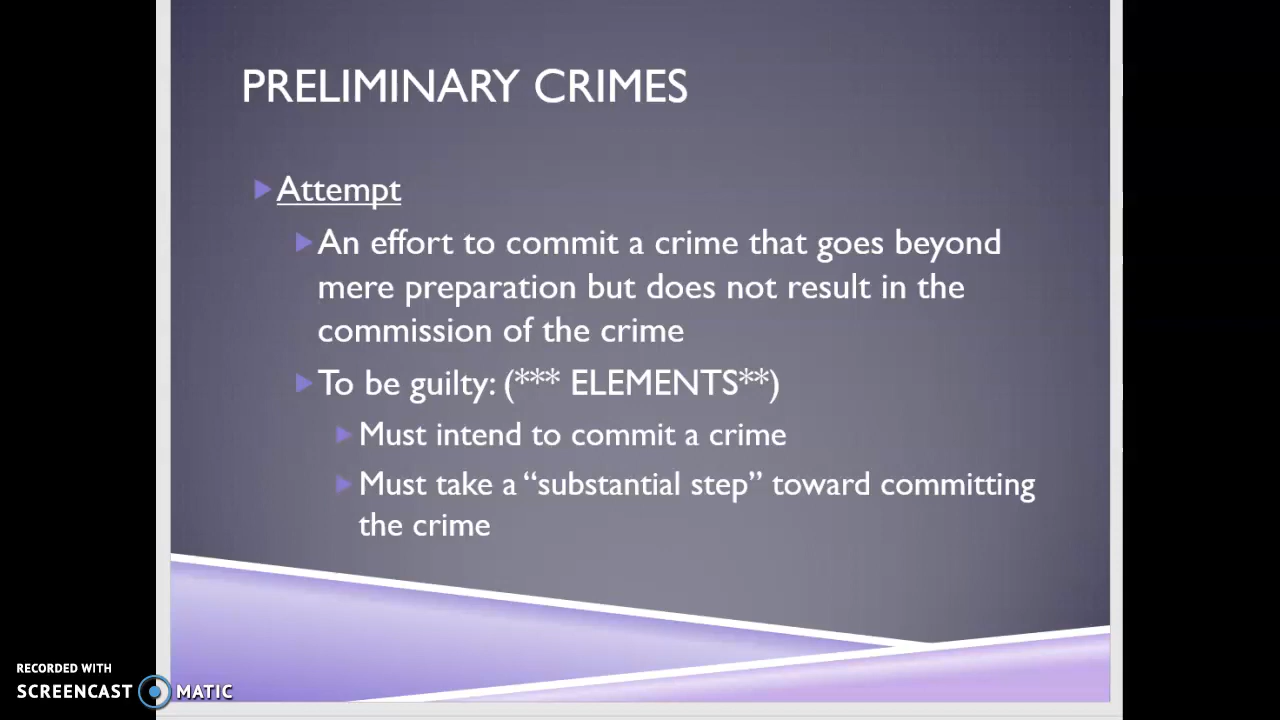 PRELIMINARY CRIMES
Attempt
An effort to commit a crime that goes beyond
mere preparation but does not result in the
commission of the crime
To be guilty: (*** ELEMENTS**)
Must intend to commit a crime
Must take a “substantial step” toward committing
the crime
RECORDED WITH
SCREENCAST MATIC